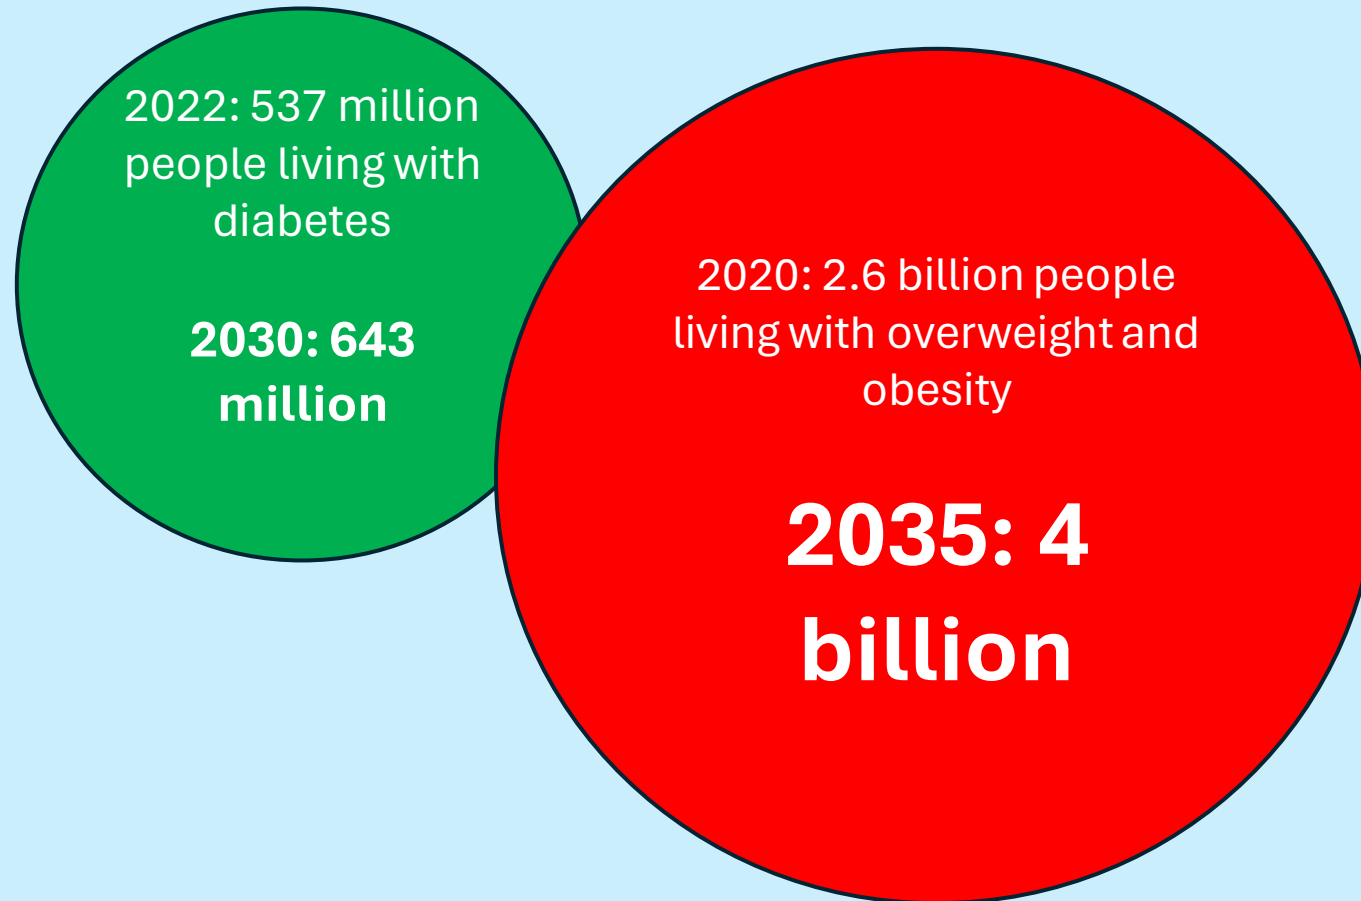 2022: 537 million
people living with
diabetes
2030: 643
million
2020: 2.6 billion people
living with overweight and
obesity
2035: 4
billion